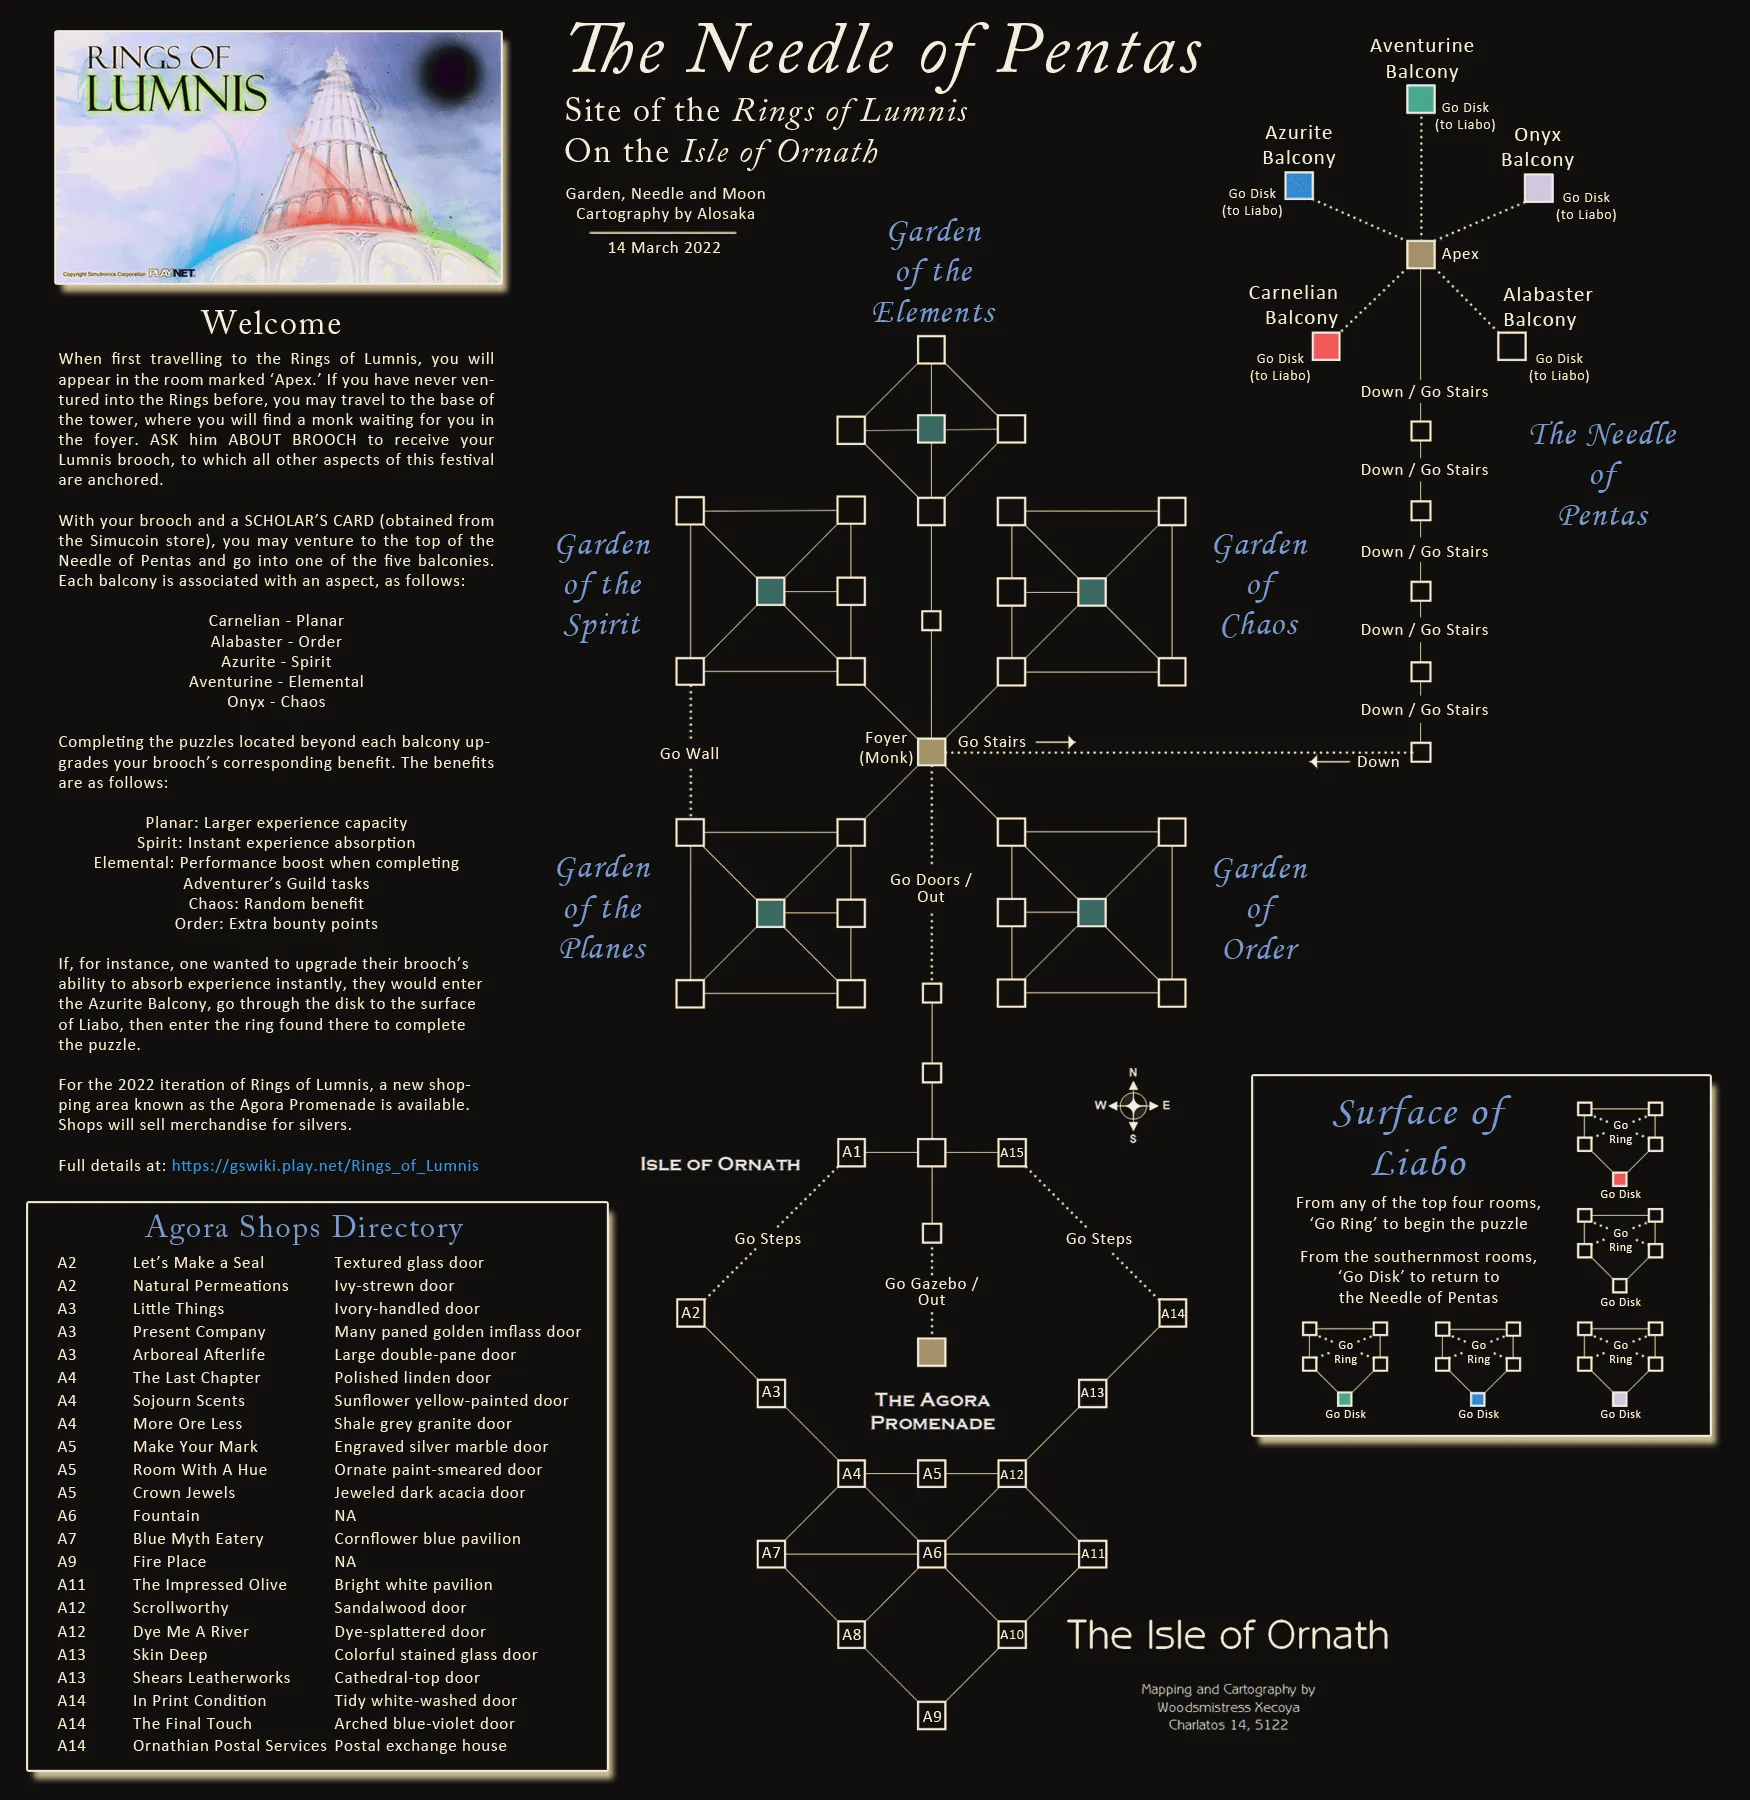 RINGS OF
LUMNIS
Copyright Simutronics Corporation PLAY.NET
The Needle of Pentas
Site of the Rings of Lumnis
On the Isle of Ornath
Garden, Needle and Moon
Cartography by Alosaka
14 March 2022
Welcome
When first travelling to the Rings of Lumnis, you will
appear in the room marked ‘Apex.’ If you have never ven-
tured into the Rings before, you may travel to the base of
the tower, where you will find a monk waiting for you in
the foyer. ASK him ABOUT BROOCH to receive your
Lumnis brooch, to which all other aspects of this festival
are anchored.
With your brooch and a SCHOLAR’S CARD (obtained from
the Simucoin store), you may venture to the top of the
Needle of Pentas and go into one of the five balconies.
Each balcony is associated with an aspect, as follows:
Carnelian - Planar
Alabaster - Order
Azurite - Spirit
Aventurine - Elemental
Onyx - Chaos
Completing the puzzles located beyond each balcony up-
grades your brooch’s corresponding benefit. The benefits
are as follows:
Planar: Larger experience capacity
Spirit: Instant experience absorption
Elemental: Performance boost when completing
Adventurer’s Guild tasks
Chaos: Random benefit
Order: Extra bounty points
If, for instance, one wanted to upgrade their brooch’s
ability to absorb experience instantly, they would enter
the Azurite Balcony, go through the disk to the surface
of Liabo, then enter the ring found there to complete
the puzzle.
For the 2022 iteration of Rings of Lumnis, a new shop-
ping area known as the Agora Promenade is available.
Shops will sell merchandise for silvers.
Full details at: https://gswiki.play.net/Rings_of_Lumnis
Agora Shops Directory
A2 Let’s Make a Seal Textured glass door
A2 Natural Permeations Ivy-strewn door
A3 Little Things Ivory-handled door
A3 Present Company Many paned golden imflass door
A3 Arboreal Afterlife Large double-pane door
A4 The Last Chapter Polished linden door
A4 Sojourn Scents Sunflower yellow-painted door
A4 More Ore Less Shale grey granite door
A5 Make Your Mark Engraved silver marble door
A5 Room With A Hue Ornate paint-smeared door
A5 Crown Jewels Jeweled dark acacia door
A6 Fountain NA
A7 Blue Myth Eatery Cornflower blue pavilion
A9 Fire Place NA
A11 The Impressed Olive Bright white pavilion
A12 Scrollworthy Sandalwood door
A12 Dye Me A River Dye-splattered door
A13 Skin Deep Colorful stained glass door
A13 Shears Leatherworks Cathedral-top door
A14 In Print Condition Tidy white-washed door
A14 The Final Touch Arched blue-violet door
A14 Ornathian Postal Services Postal exchange house
Aventurine
Balcony
Go Disk
(to Liabo)
Azurite
Balcony
Go Disk
(to Liabo)
Onyx
Balcony
Go Disk
(to Liabo)
Apex
Carnelian
Balcony
Go Disk
(to Liabo)
Alabaster
Balcony
Go Disk
(to Liabo)
Down / Go Stairs
Down / Go Stairs
Down / Go Stairs
Down / Go Stairs
Down / Go Stairs
The Needle
of
Pentas
Garden
of the
Elements
Garden
of the
Spirit
Garden
of
Chaos
Go Wall
Foyer
(Monk)
Go Stairs
Down
Garden
of the
Planes
Go Doors /
Out
Garden
of
Order
N
W E
S
ISLE OF ORNATH
A1
A15
Go Steps
Go Steps
Go Gazebo /
Out
A2
A14
A3
A13
THE AGORA
PROMENADE
A4
A5
A12
A7
A6
A11
A8
A10
A9
The Isle of Ornath
Mapping and Cartography by
Woodsmistress Xecoya
Charlatos 14, 5122
Surface of
Liabo
From any of the top four rooms,
‘Go Ring’ to begin the puzzle
From the southernmost rooms,
‘Go Disk’ to return to
the Needle of Pentas
Go
Ring
Go Disk
Go
Ring
Go Disk
Go
Ring
Go Disk
Go
Ring
Go Disk
Go
Ring
Go Disk